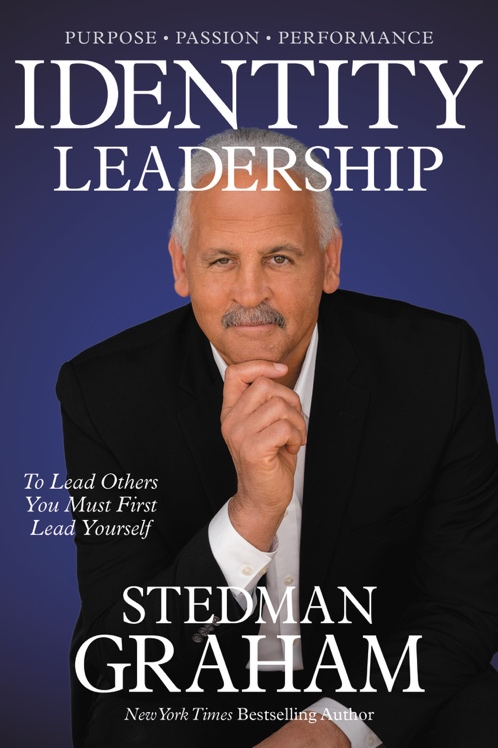 PURPOSE • PASSION • PERFORMANCE
IDENTITY
LEADERSHIP
To Lead Others
You Must First
Lead Yourself
STEDMAN
GRAHAM
New York Times Bestselling Author